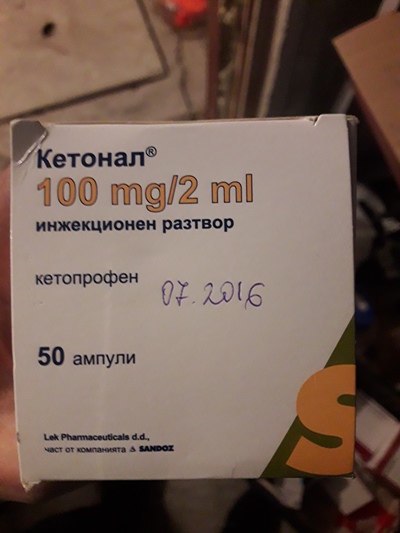 Кетонал®
100 mg/2 ml
инжекционен разтвор
кетопрофен
07.2016
50 ампули
Lek Pharmaceuticals d.d.,
част от компанията SANDOZ
S